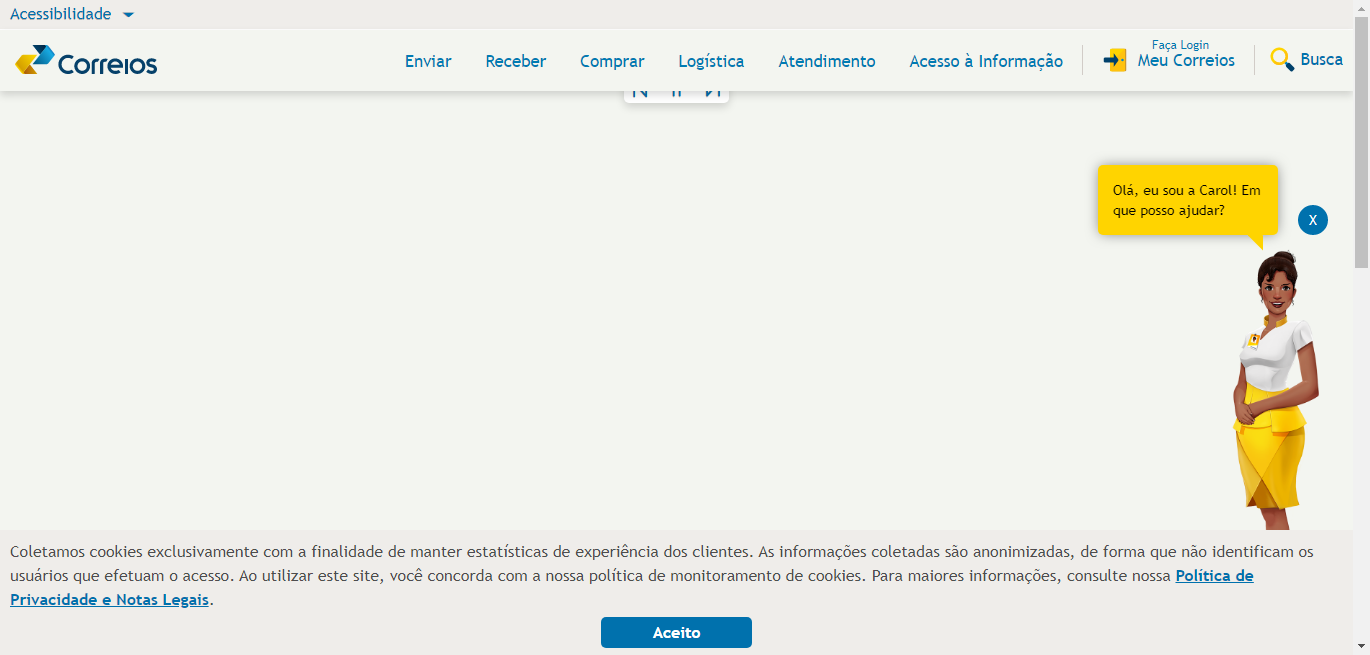 Acessibilidade
Correios
Enviar
Receber
Comprar
Logística
Atendimento
Acesso à Informação
Faça Login
Meu Correios
Busca
Olá, eu sou a Carol! Em
que posso ajudar?
X
Coletamos cookies exclusivamente com a finalidade de manter estatísticas de experiência dos clientes. As informações coletadas são anonimizadas, de forma que não identificam os
usuários que efetuam o acesso. Ao utilizar este site, você concorda com a nossa política de monitoramento de cookies. Para maiores informações, consulte nossa Política de
Privacidade e Notas Legais.
Aceito